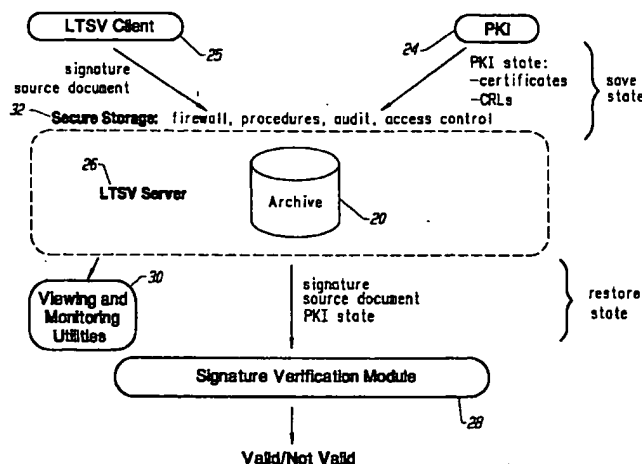 LTSV Client
25
PKI
24
signature
source document
PKI state:
-certificates
-CRLs
save
state
32
Secure Storage: firewall, procedures, audit, access control
26
LTSV Server
Archive
20
30
Viewing and
Monitoring
Utilities
signature
source document
PKI state
restore
state
Signature Verification Module
28
Valid/Not Valid